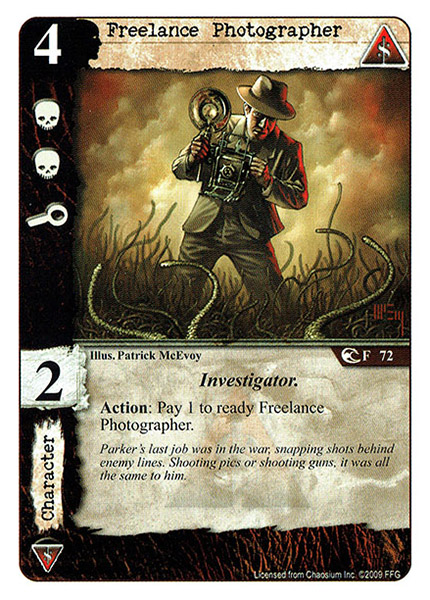 4
Freelance Photographer
Illus. Patrick McEvoy
F 72
2
Investigator.
Action: Pay 1 to ready Freelance
Photographer.
Parker's last job was in the war, snapping shots behind
enemy lines. Shooting pics or shooting guns, it was all
the same to him.
Character
Licensed from Chaosium Inc. ©2009 FFG